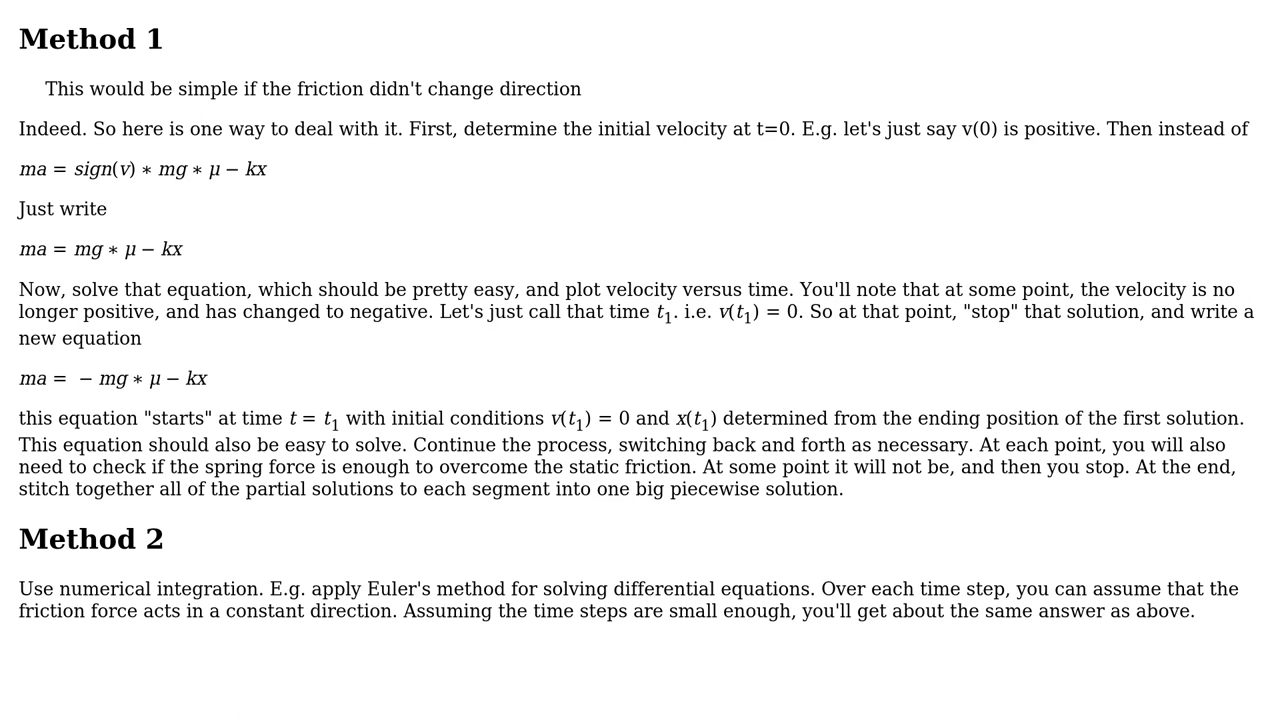 Method 1
This would be simple if the friction didn't change direction
Indeed. So here is one way to deal with it. First, determine the initial velocity at t=0. E.g. let's just say v(0) is positive. Then instead of
ma = sign(v) ∗ mg ∗ μ − kx
Just write
ma = mg ∗ μ − kx
Now, solve that equation, which should be pretty easy, and plot velocity versus time. You'll note that at some point, the velocity is no
longer positive, and has changed to negative. Let's just call that time t₁. i.e. v(t₁) = 0. So at that point, "stop" that solution, and write a
new equation
ma = − mg ∗ μ − kx
this equation "starts" at time t = t₁ with initial conditions v(t₁) = 0 and x(t₁) determined from the ending position of the first solution.
This equation should also be easy to solve. Continue the process, switching back and forth as necessary. At each point, you will also
need to check if the spring force is enough to overcome the static friction. At some point it will not be, and then you stop. At the end,
stitch together all of the partial solutions to each segment into one big piecewise solution.
Method 2
Use numerical integration. E.g. apply Euler's method for solving differential equations. Over each time step, you can assume that the
friction force acts in a constant direction. Assuming the time steps are small enough, you'll get about the same answer as above.